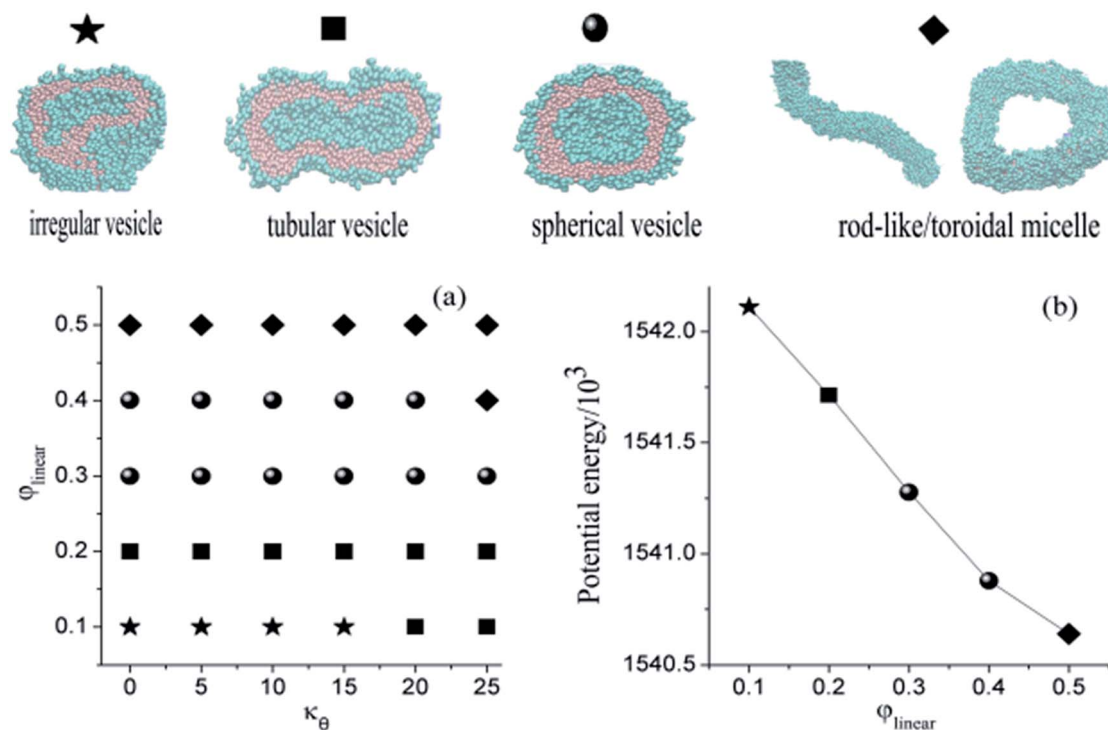 irregular vesicle
tubular vesicle
spherical vesicle
rod-like/toroidal micelle
(a)
0.5
0.4
0.3
0.2
0.1
φlinear
0 5 10 15 20 25
κθ
(b)
1542.0
1541.5
1541.0
1540.5
Potential energy/10³
0.1 0.2 0.3 0.4 0.5
φlinear